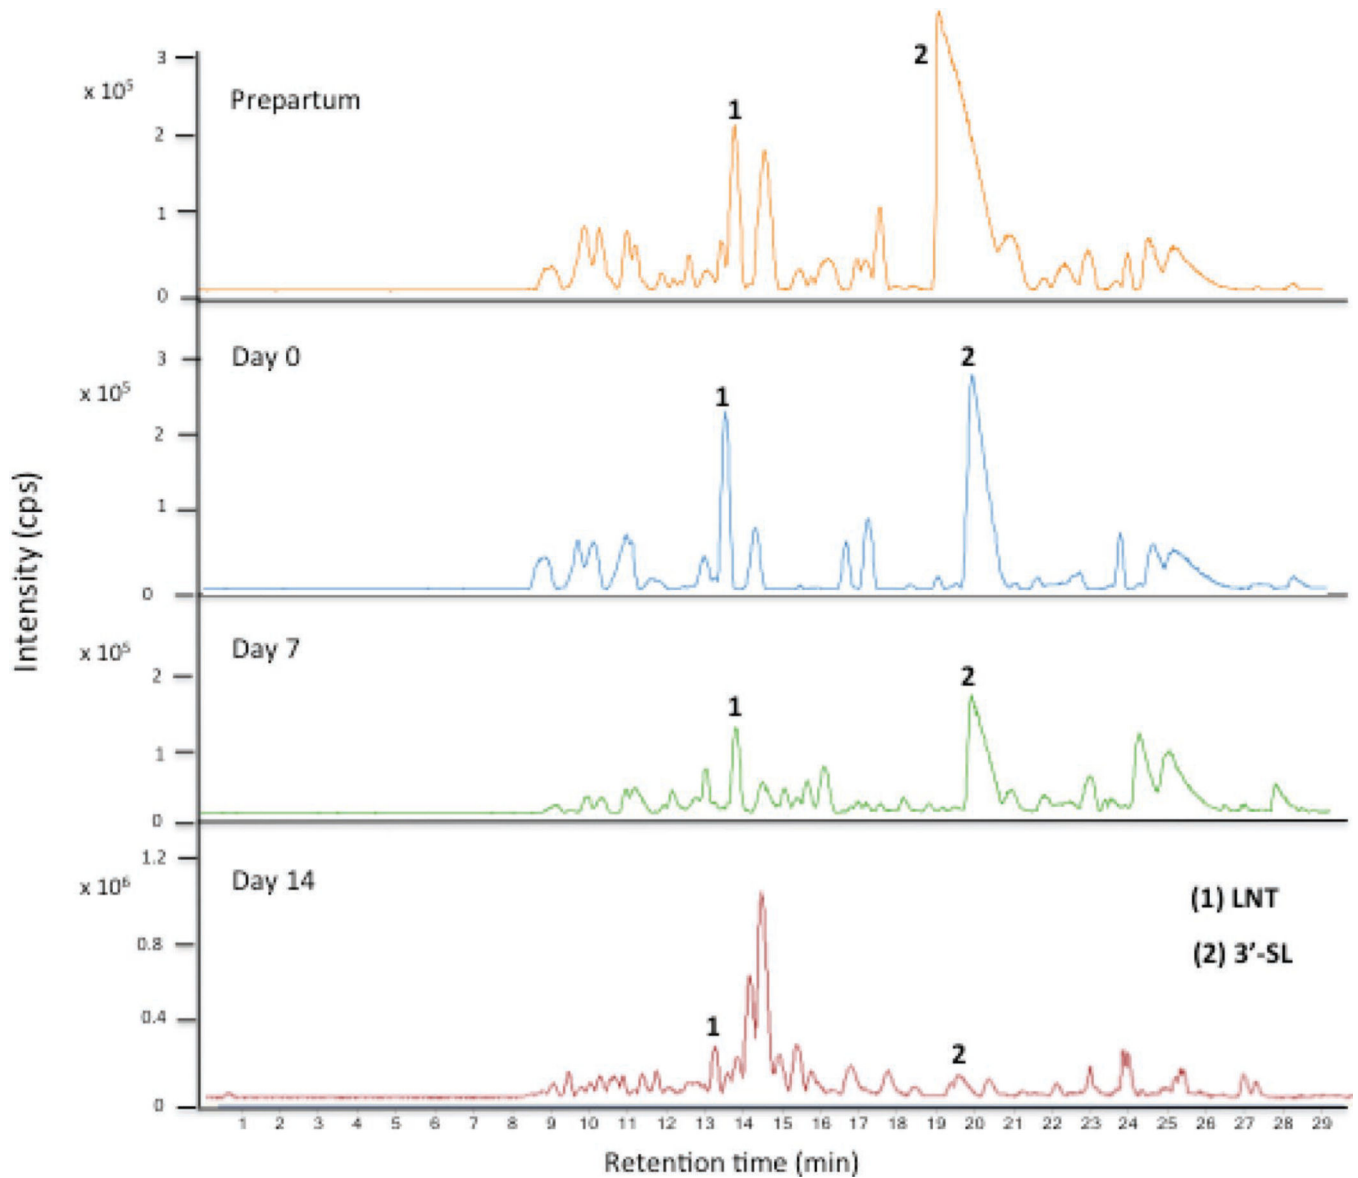 3
x 10⁵
Prepartum
2
1
0
1
2
3
Day 0
x 10⁵
2
1
0
1
2
x 10⁵
Day 7
2
1
0
1
2
1.2
x 10⁶
Day 14
0.8
0.4
0
1
2
(1) LNT
(2) 3’-SL
Intensity (cps)
1 2 3 4 5 6 7 8 9 10 11 12 13 14 15 16 17 18 19 20 21 22 23 24 25 26 27 28 29
Retention time (min)